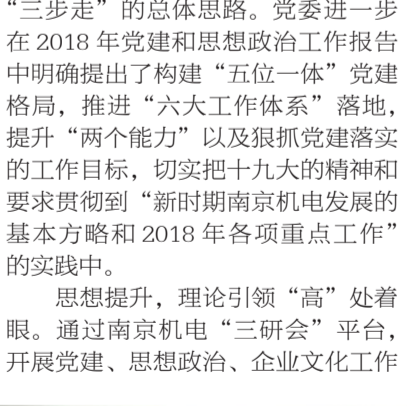 “三步走”的总体思路。党委进一步
在 2018 年党建和思想政治工作报告
中明确提出了构建“五位一体”党建
格局，推进“六大工作体系”落地，
提升“两个能力”以及狠抓党建落实
的工作目标，切实把十九大的精神和
要求贯彻到“新时期南京机电发展的
基本方略和 2018 年各项重点工作”
的实践中。
思想提升，理论引领“高”处着
眼。通过南京机电“三研会”平台，
开展党建、思想政治、企业文化工作